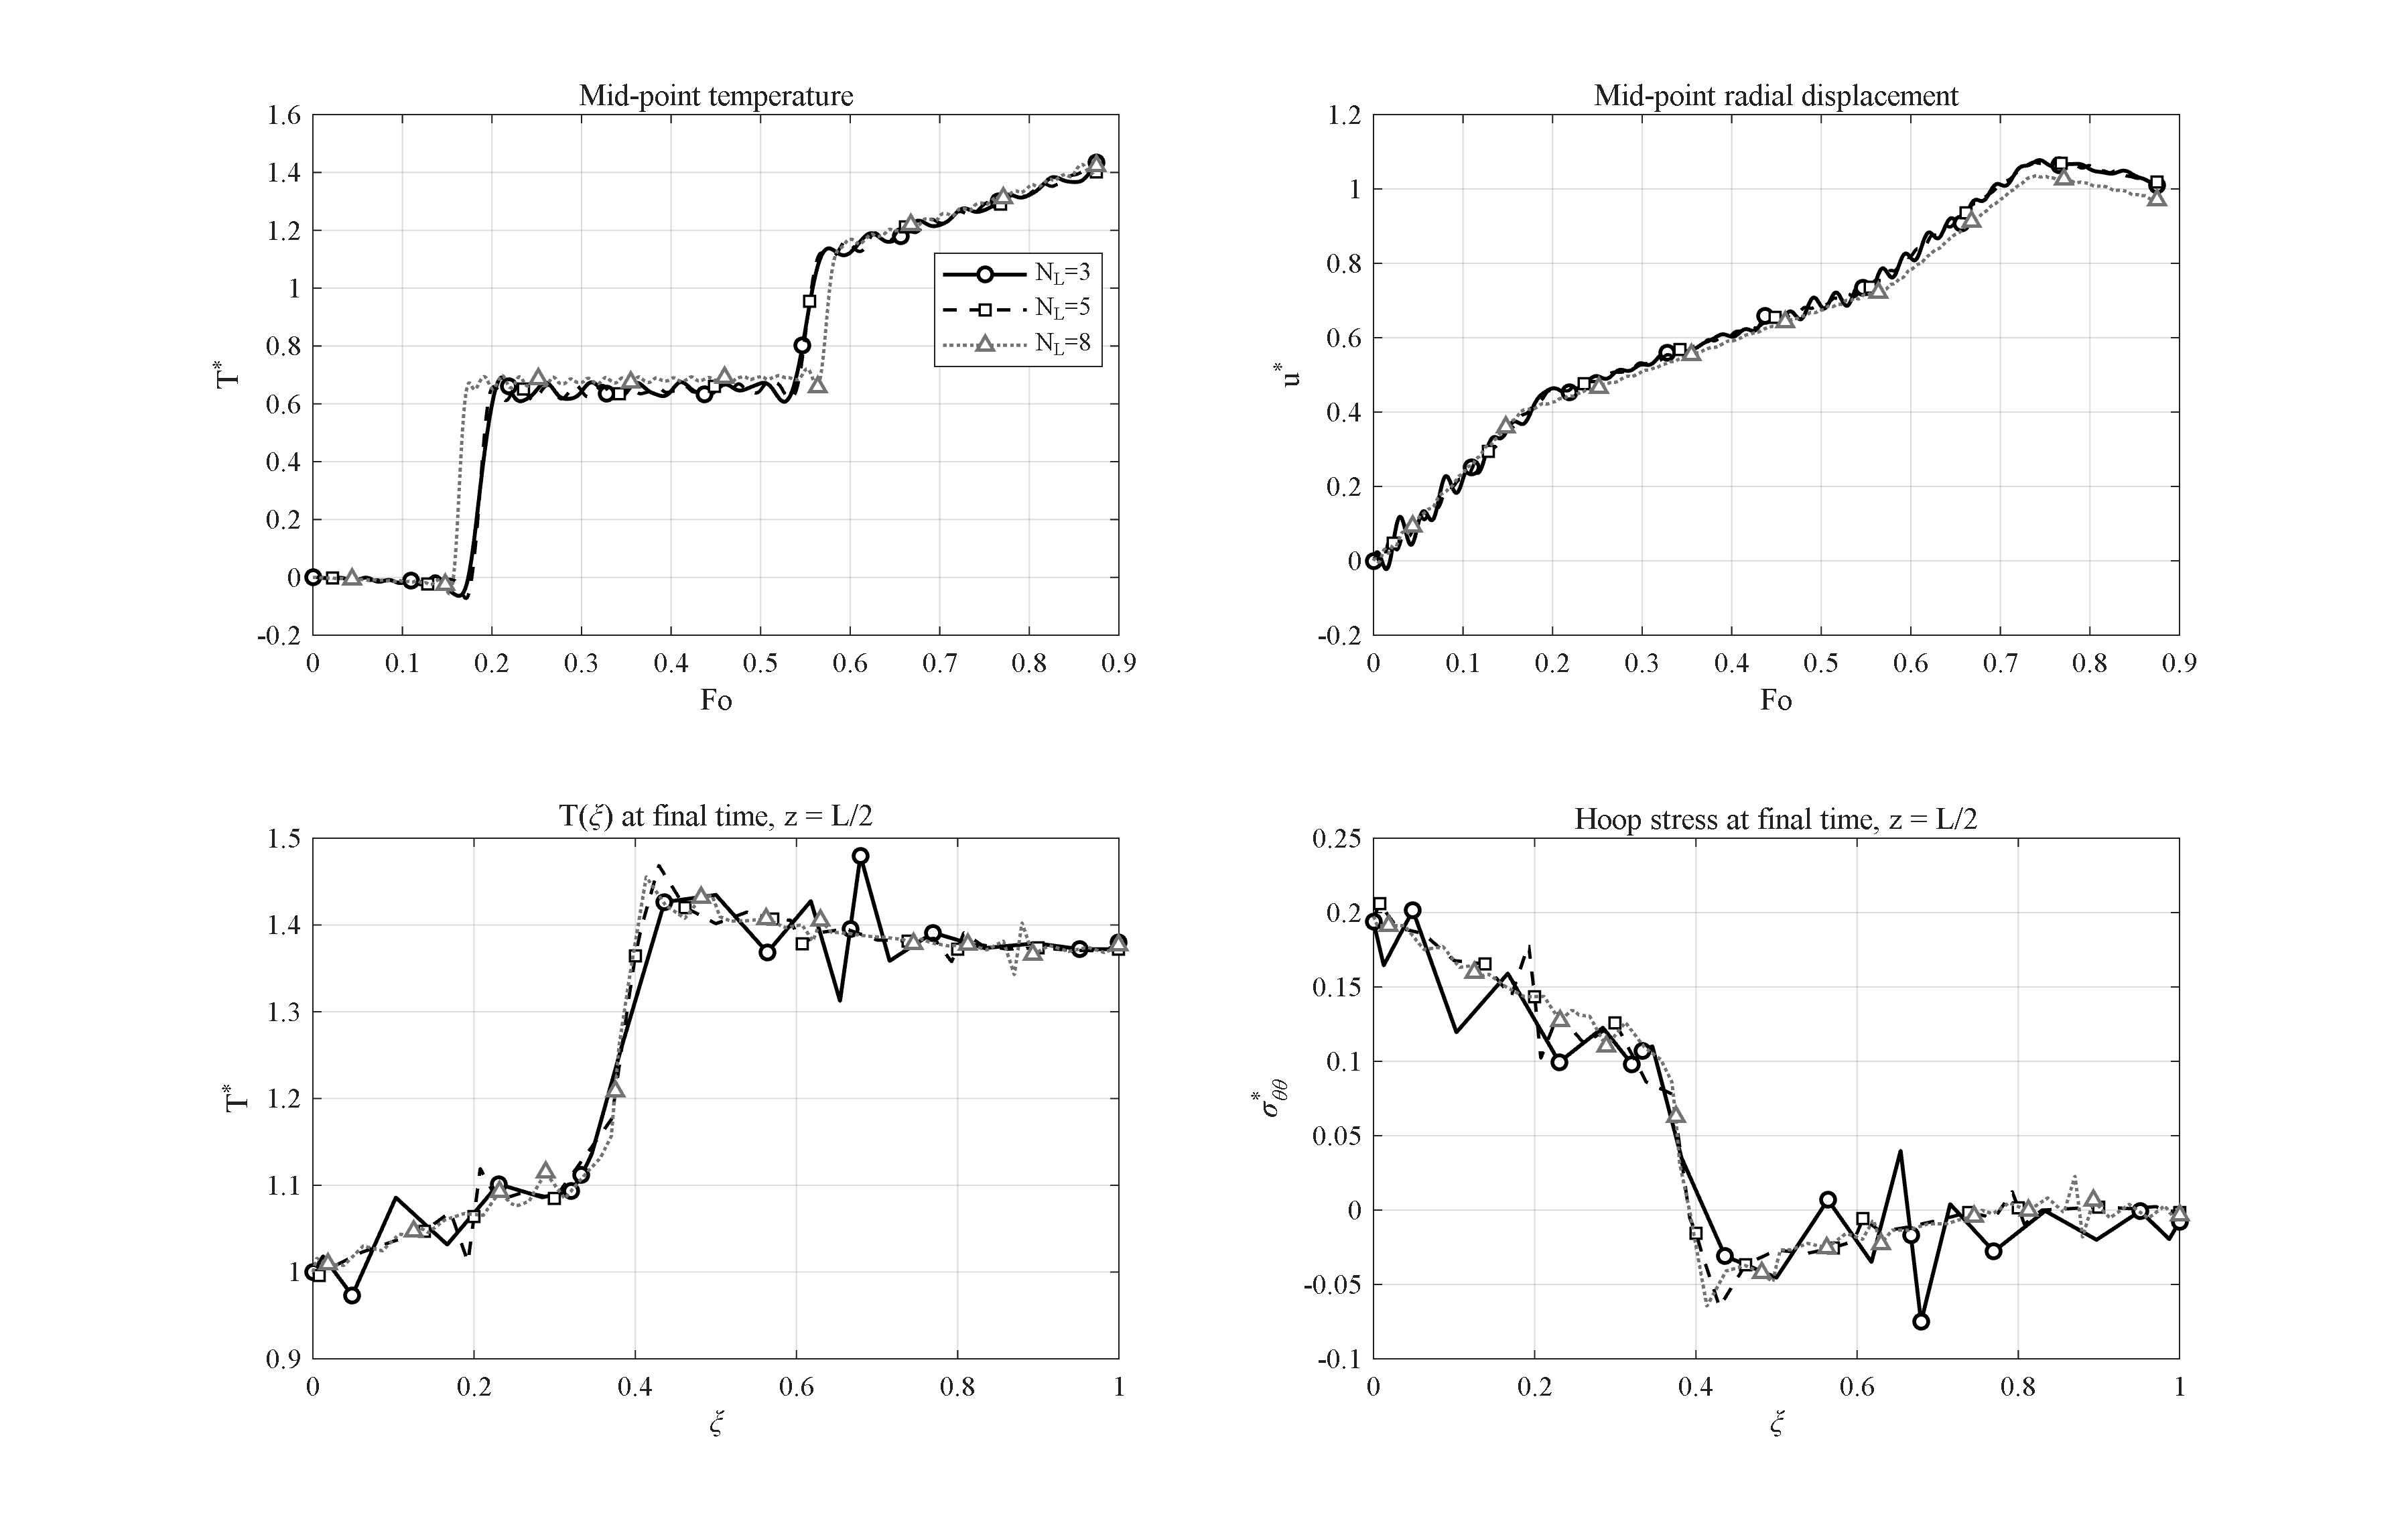 Mid-point temperature
1.6
1.4
1.2
1
0.8
0.6
0.4
0.2
0
-0.2
T*
0 0.1 0.2 0.3 0.4 0.5 0.6 0.7 0.8 0.9
Fo
N_L=3
N_L=5
N_L=8
Mid-point radial displacement
1.2
1
0.8
0.6
0.4
0.2
0
-0.2
u*
0 0.1 0.2 0.3 0.4 0.5 0.6 0.7 0.8 0.9
Fo
T(ξ) at final time, z = L/2
1.5
1.4
1.3
1.2
1.1
1
0.9
T*
0 0.2 0.4 0.6 0.8 1
ξ
Hoop stress at final time, z = L/2
0.25
0.2
0.15
0.1
0.05
0
-0.05
-0.1
σ*_θθ
0 0.2 0.4 0.6 0.8 1
ξ